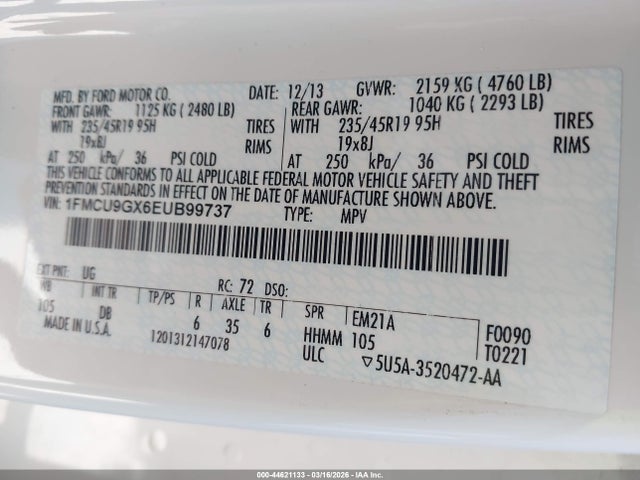 MFD. BY FORD MOTOR CO.
DATE: 12/13 GVWR: 2159 KG ( 4760 LB)
FRONT GAWR: 1125 KG ( 2480 LB) REAR GAWR: 1040 KG ( 2293 LB)
WITH 235/45R19 95H TIRES WITH 235/45R19 95H TIRES
19x8J RIMS 19x8J RIMS
AT 250 kPa/ 36 PSI COLD AT 250 kPa/ 36 PSI COLD
THIS VEHICLE CONFORMS TO ALL APPLICABLE FEDERAL MOTOR VEHICLE SAFETY AND THEFT
PREVENTION STANDARDS IN EFFECT ON THE DATE OF MANUFACTURE SHOWN ABOVE.
VIN: 1FMCU9GX6EUB99737 TYPE: MPV
EXT PNT: UG RC: 72 DSO:
WB INT TR TP/PS R AXLE TR SPR EM21A F0090
105 DB 6 35 6 HHMM 105 T0221
MADE IN U.S.A. 1201312147078 ULC ▽5U5A-3520472-AA
000-44621133 - 03/16/2026 - IAA Inc.